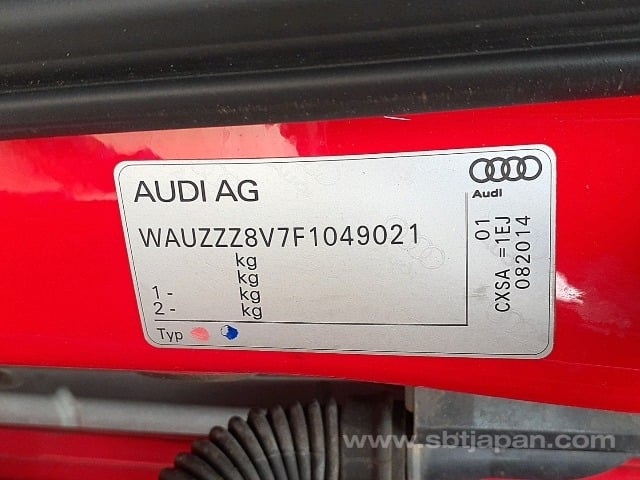 AUDI AG
Audi
WAUZZZ8V7F1049021
kg
kg
1- kg
2- kg
Typ
01
CXSA =1EJ
082014
www.sbtjapan.com